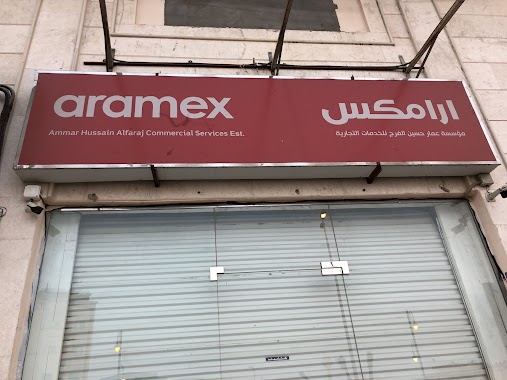 aramex
Ammar Hussain Alfaraj Commercial Services Est.
ارامكس
مؤسسة عمار حسين الفرج للخدمات التجارية